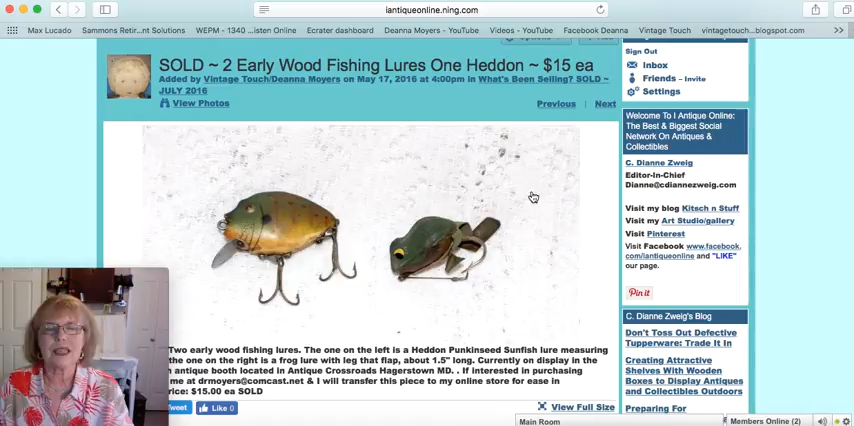 iantiqueonline.ning.com
Max Lucado Sammons Retir...nt Solutions WEPM - 1340 ...isten Online Ecrater dashboard Deanna Moyers - YouTube Videos - YouTube Facebook Deanna Vintage Touch vintagetouch...blogspot.com
SOLD ~ 2 Early Wood Fishing Lures One Heddon ~ $15 ea
Added by Vintage Touch/Deanna Moyers on May 17, 2016 at 4:00pm in What's Been Selling? SOLD ~
JULY 2016
View Photos
Previous | Next
Two early wood fishing lures. The one on the left is a Heddon Punkinseed Sunfish lure measuring
the one on the right is a frog lure with leg that flap, about 1.5" long. Currently on display in the
antique booth located in Antique Crossroads Hagerstown MD. . If interested in purchasing
me at drmoyers@comcast.net & I will transfer this piece to my online store for ease in
rice: $15.00 ea SOLD
Tweet Like 0
View Full Size
Sign Out
Inbox
Friends – Invite
Settings
Welcome To I Antique Online:
The Best & Biggest Social
Network On Antiques &
Collectibles
C. Dianne Zweig
Editor-In-Chief
Dianne@cdiannezweig.com
Visit my blog Kitsch n Stuff
Visit my Art Studio/gallery
Visit Pinterest
Visit Facebook www.facebook.
com/iantiqueonline and "LIKE"
our page.
Pin it
C. Dianne Zweig's Blog
Don't Toss Out Defective
Tupperware: Trade It In
Creating Attractive
Shelves With Wooden
Boxes to Display Antiques
and Collectibles Outdoors
Preparing For
Main Room Members Online (2)